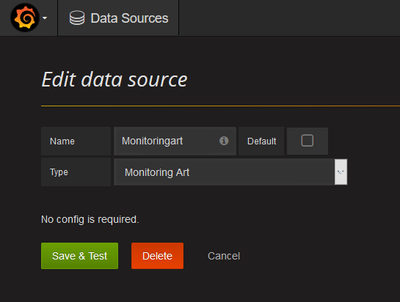 Data Sources
Edit data source
Name Monitoringart Default
Type Monitoring Art
No config is required.
Save & Test Delete Cancel